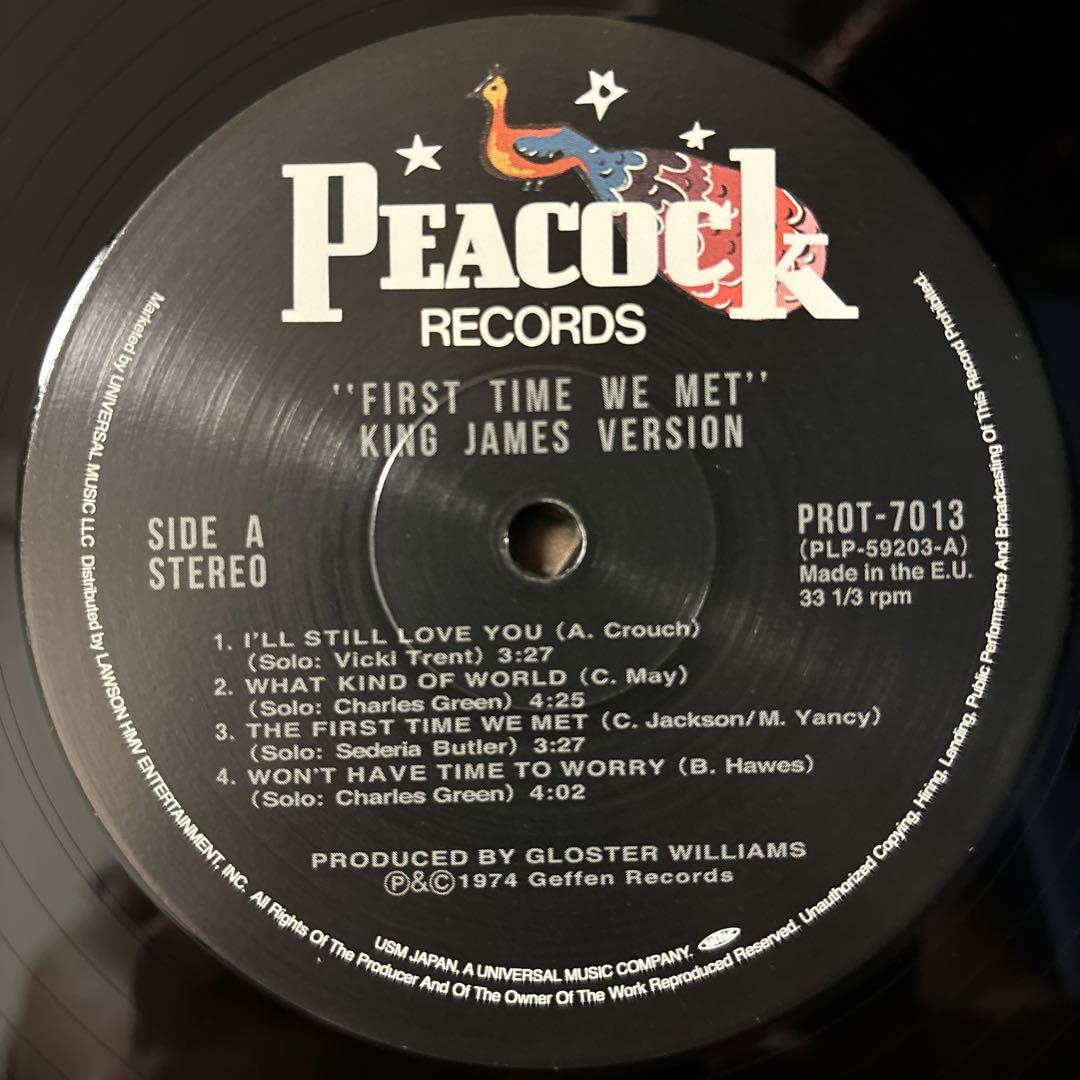 PEACOCK
RECORDS
"FIRST TIME WE MET"
KING JAMES VERSION
SIDE A
STEREO
PROT-7013
(PLP-59203-A)
Made in the E.U.
33 1/3 rpm
1. I'LL STILL LOVE YOU (A. Crouch)
(Solo: Vicki Trent) 3:27
2. WHAT KIND OF WORLD (C. May)
(Solo: Charles Green) 4:25
3. THE FIRST TIME WE MET (C. Jackson/M. Yancy)
(Solo: Sederia Butler) 3:27
4. WON'T HAVE TIME TO WORRY (B. Hawes)
(Solo: Charles Green) 4:02
PRODUCED BY GLOSTER WILLIAMS
Ⓟ&©1974 Geffen Records
USM JAPAN, A UNIVERSAL MUSIC COMPANY.
Marketed by UNIVERSAL MUSIC LLC Distributed by LAWSON HMV ENTERTAINMENT, INC. All Rights Of The Producer And Of The Owner Of The Work Reproduced Reserved. Unauthorized Copying, Hiring, Lending, Public Performance And Broadcasting Of This Record Prohibited.